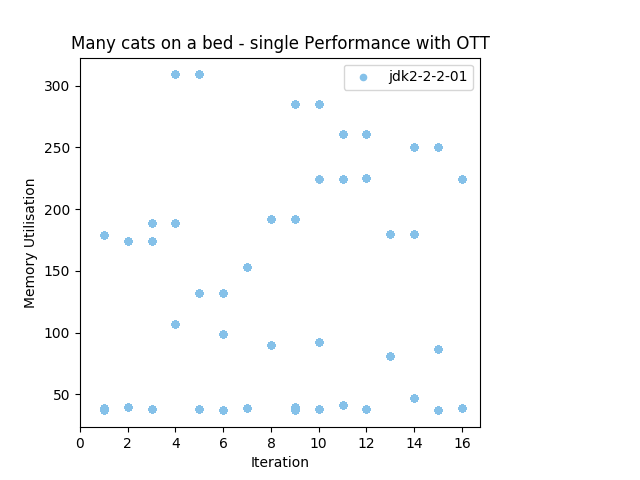 Many cats on a bed - single Performance with OTT
jdk2-2-2-01
300
250
200
150
100
50
Memory Utilisation
0 2 4 6 8 10 12 14 16
Iteration